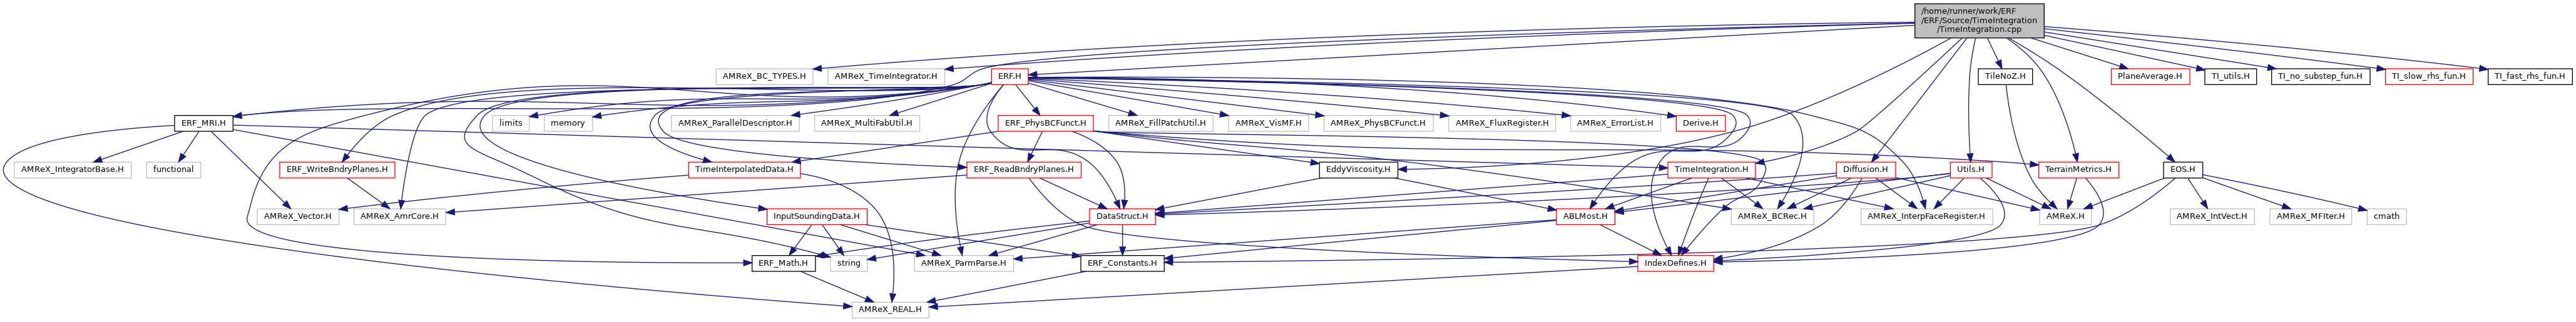 /home/runner/work/ERF
/ERF/Source/TimeIntegration
/TimeIntegration.cpp
AMReX_BC_TYPES.H
AMReX_TimeIntegrator.H
ERF.H
TileNoZ.H
PlaneAverage.H
TI_utils.H
TI_no_substep_fun.H
TI_slow_rhs_fun.H
TI_fast_rhs_fun.H
ERF_MRI.H
limits
memory
AMReX_ParallelDescriptor.H
AMReX_MultiFabUtil.H
ERF_PhysBCFunct.H
AMReX_FillPatchUtil.H
AMReX_VisMF.H
AMReX_PhysBCFunct.H
AMReX_FluxRegister.H
AMReX_ErrorList.H
Derive.H
AMReX_IntegratorBase.H
functional
ERF_WriteBndryPlanes.H
TimeInterpolatedData.H
ERF_ReadBndryPlanes.H
EddyViscosity.H
TimeIntegration.H
Diffusion.H
Utils.H
TerrainMetrics.H
EOS.H
AMReX_Vector.H
AMReX_AmrCore.H
InputSoundingData.H
DataStruct.H
ABLMost.H
AMReX_BCRec.H
AMReX_InterpFaceRegister.H
AMReX.H
AMReX_IntVect.H
AMReX_MFIter.H
cmath
ERF_Math.H
string
AMReX_ParmParse.H
ERF_Constants.H
IndexDefines.H
AMReX_REAL.H